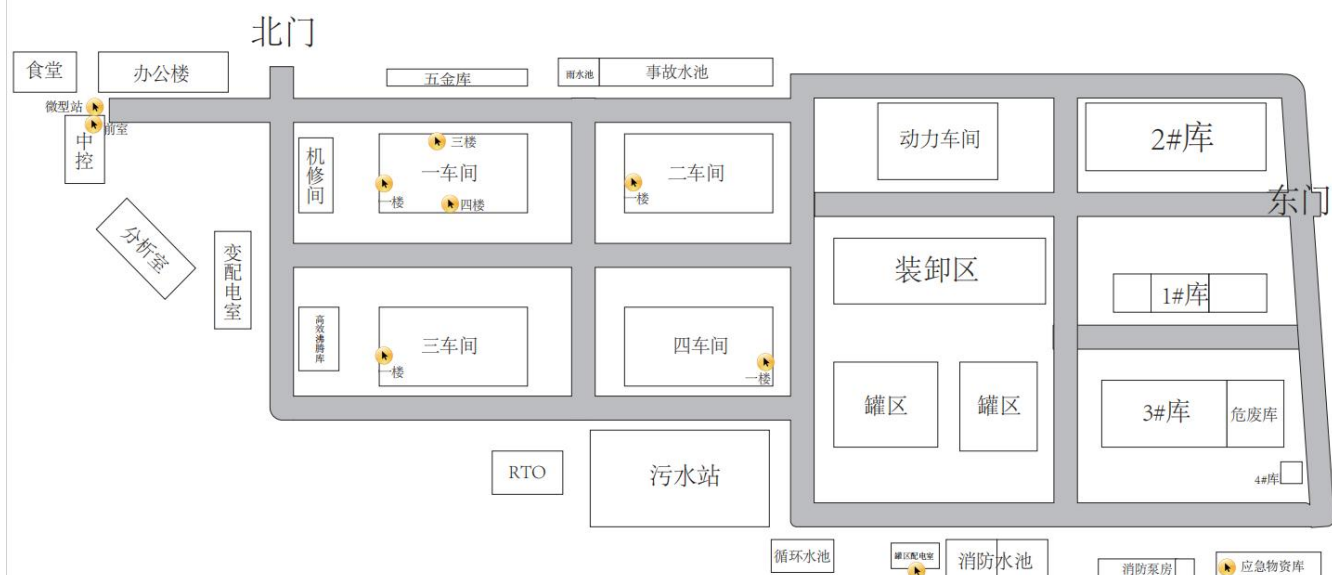 北门
食堂
办公楼
五金库
雨水池
事故水池
微型站
前室
中控
机修间
三楼
一车间
一楼
四楼
二车间
一楼
动力车间
2#库
东门
分析室
变配电室
装卸区
1#库
高效沸腾库
三车间
一楼
四车间
一楼
罐区
罐区
3#库
危废库
4#库
RTO
污水站
循环水池
罐区配电室
消防水池
消防泵房
应急物资库